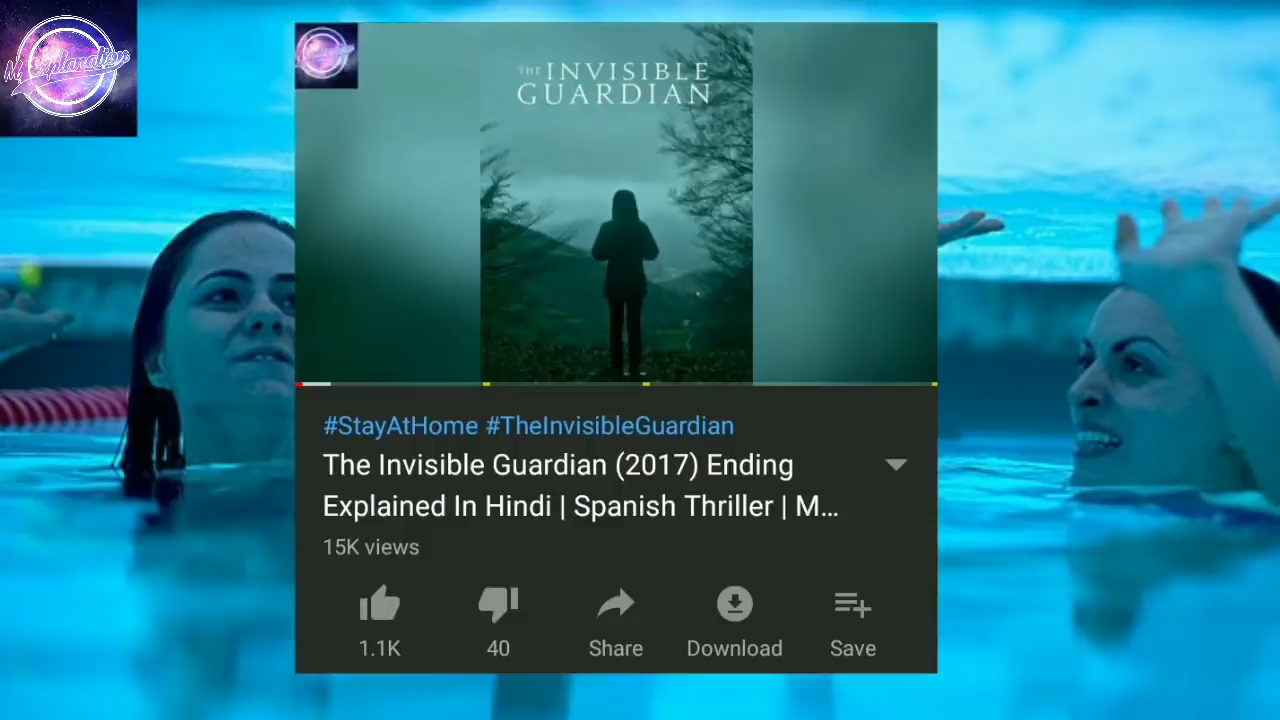 M Explanation
THE INVISIBLE
GUARDIAN
#StayAtHome #TheInvisibleGuardian
The Invisible Guardian (2017) Ending
Explained In Hindi | Spanish Thriller | M...
15K views
1.1K
40
Share
Download
Save